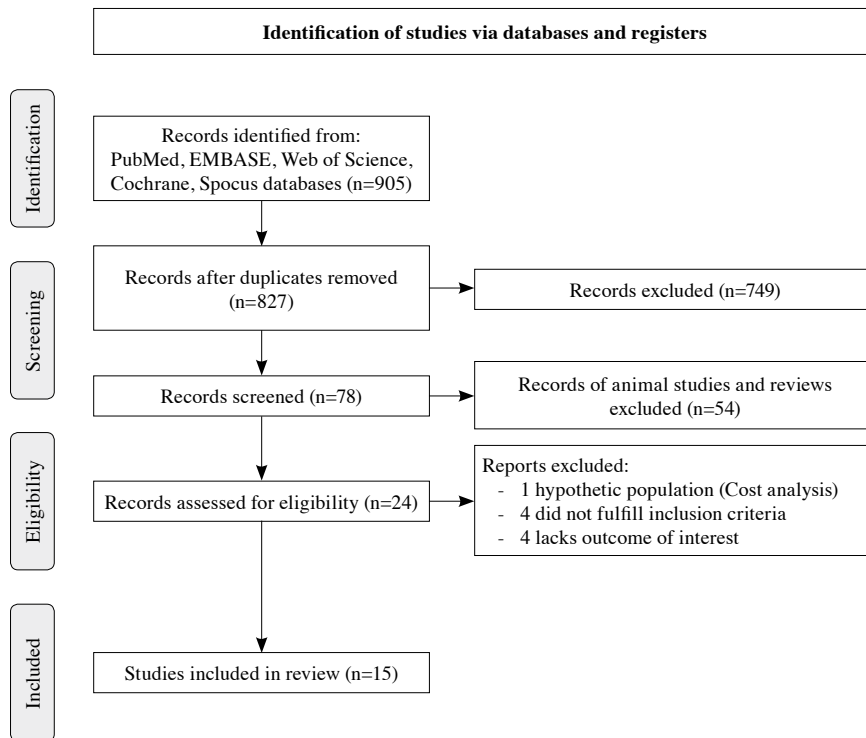 Identification of studies via databases and registers
Identification
Records identified from:
PubMed, EMBASE, Web of Science,
Cochrane, Spocus databases (n=905)
Screening
Records after duplicates removed
(n=827)
Records excluded (n=749)
Records screened (n=78)
Records of animal studies and reviews
excluded (n=54)
Eligibility
Records assessed for eligibility (n=24)
Reports excluded:
- 1 hypothetic population (Cost analysis)
- 4 did not fulfill inclusion criteria
- 4 lacks outcome of interest
Included
Studies included in review (n=15)